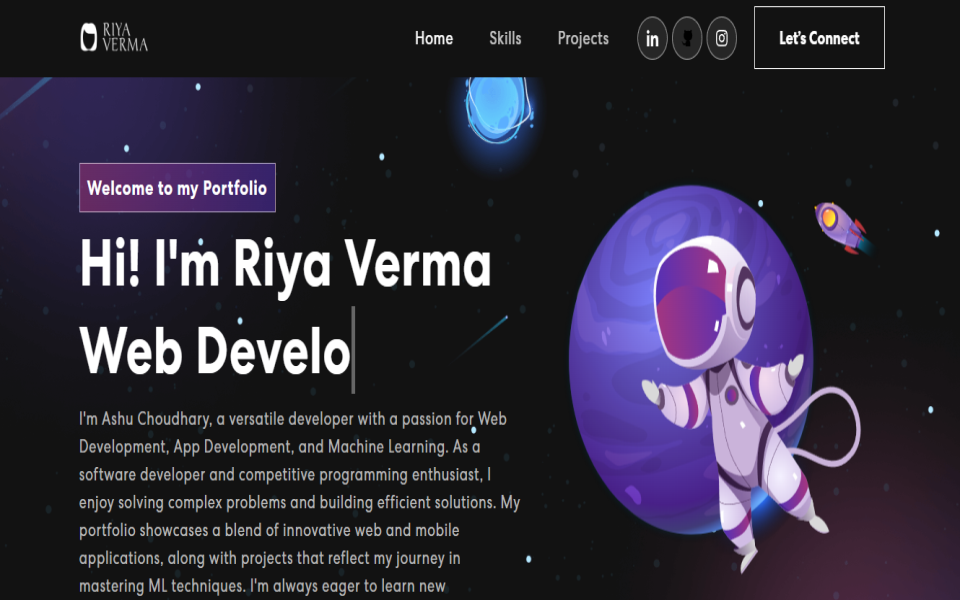 RIYA
VERMA
Home Skills Projects in Let's Connect
Welcome to my Portfolio
Hi! I'm Riya Verma
Web Develo
I'm Ashu Choudhary, a versatile developer with a passion for Web
Development, App Development, and Machine Learning. As a
software developer and competitive programming enthusiast, I
enjoy solving complex problems and building efficient solutions. My
portfolio showcases a blend of innovative web and mobile
applications, along with projects that reflect my journey in
mastering ML techniques. I'm always eager to learn new